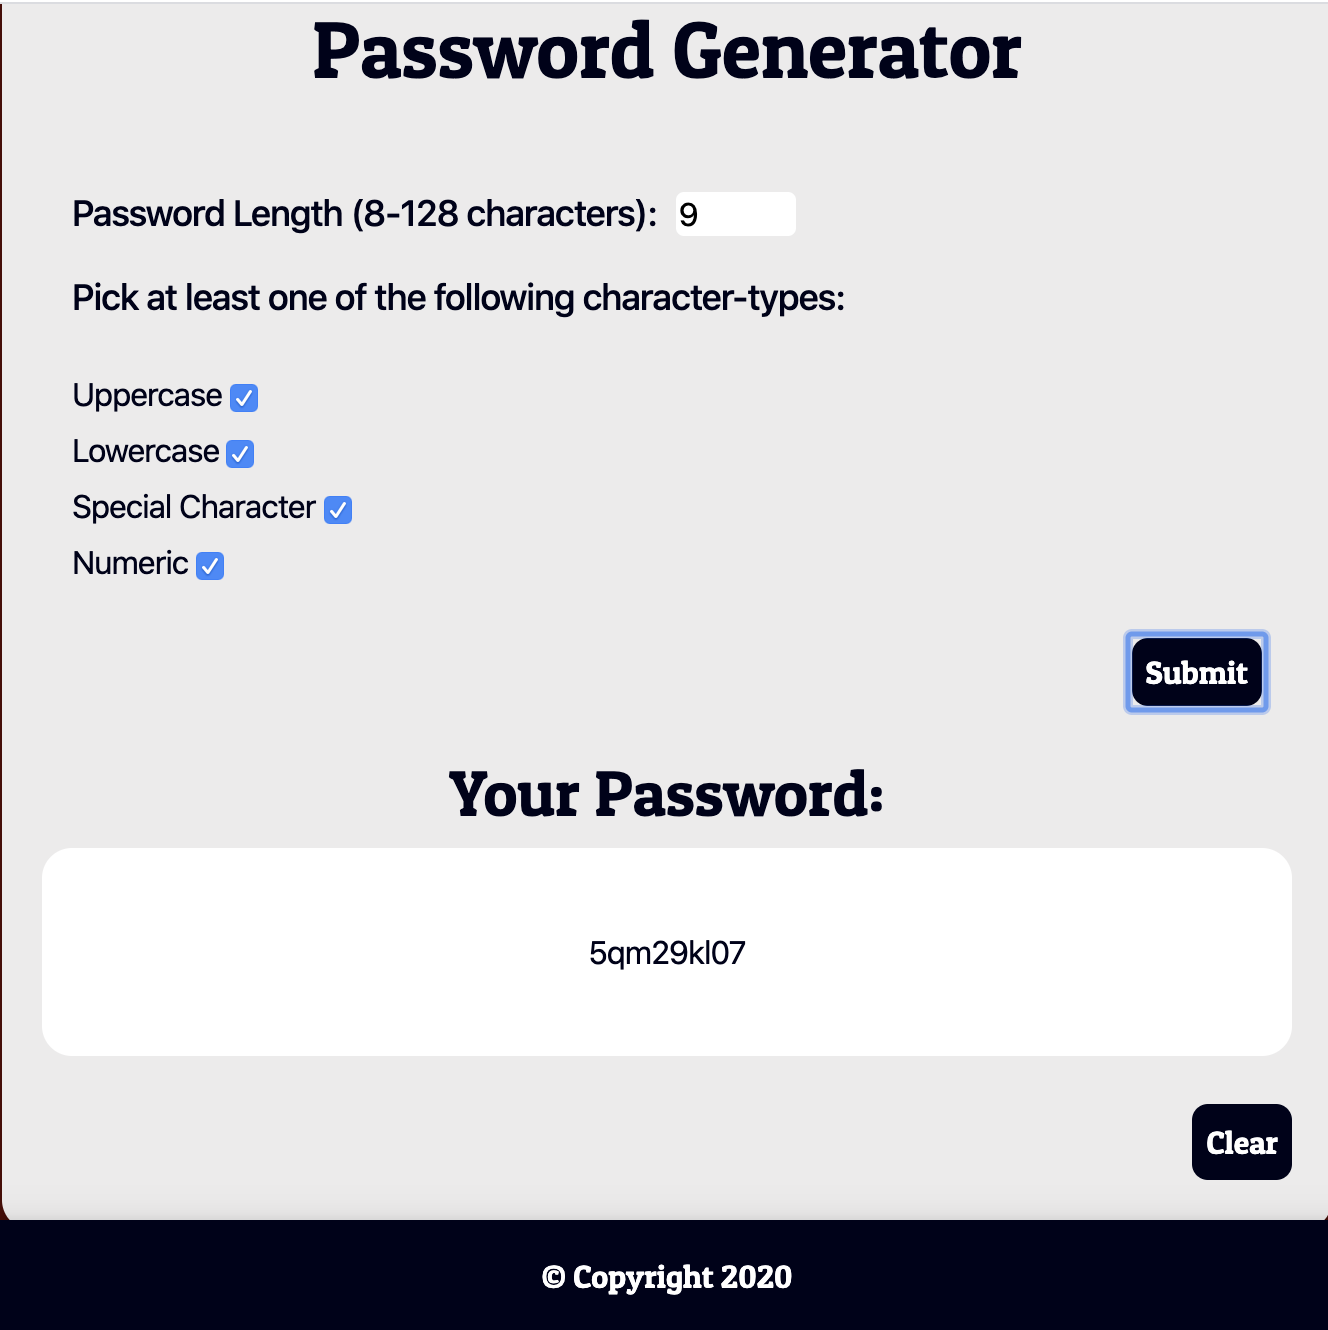 Password Generator
Password Length (8-128 characters): 9
Pick at least one of the following character-types:
Uppercase
Lowercase
Special Character
Numeric
Submit
Your Password:
5qm29kl07
Clear
© Copyright 2020